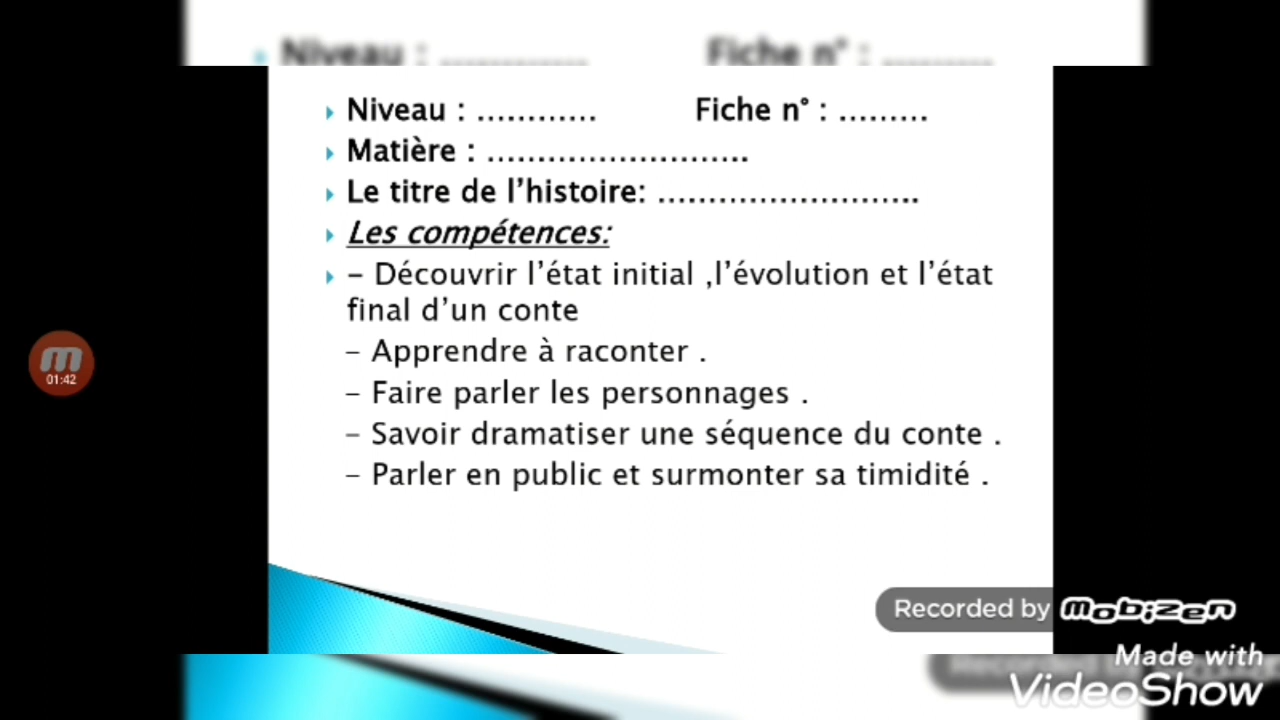 Niveau : ............ Fiche n° : .........
Niveau : ............ Fiche n° : .........
Matière : ..........................
Le titre de l’histoire: ..........................
Les compétences:
– Découvrir l’état initial ,l’évolution et l’état
final d’un conte
– Apprendre à raconter .
– Faire parler les personnages .
– Savoir dramatiser une séquence du conte .
– Parler en public et surmonter sa timidité .
01:42
Recorded by mobizen
Made with
VideoShow